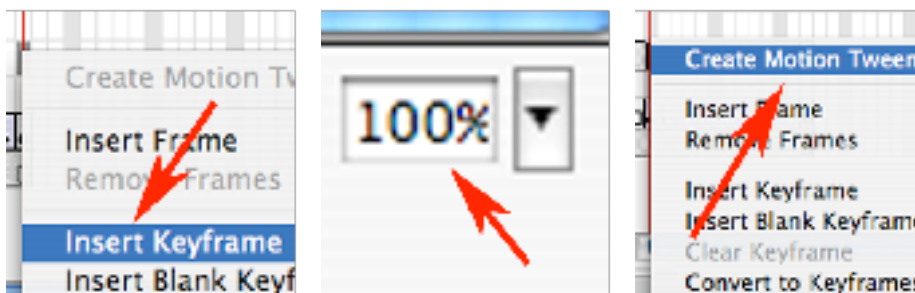 Create Motion Tw
Insert Frame
Remove Frames
Insert Keyframe
Insert Blank Keyf
100%
Create Motion Tween
Insert Frame
Remove Frames
Insert Keyframe
Insert Blank Keyframe
Clear Keyframe
Convert to Keyframes